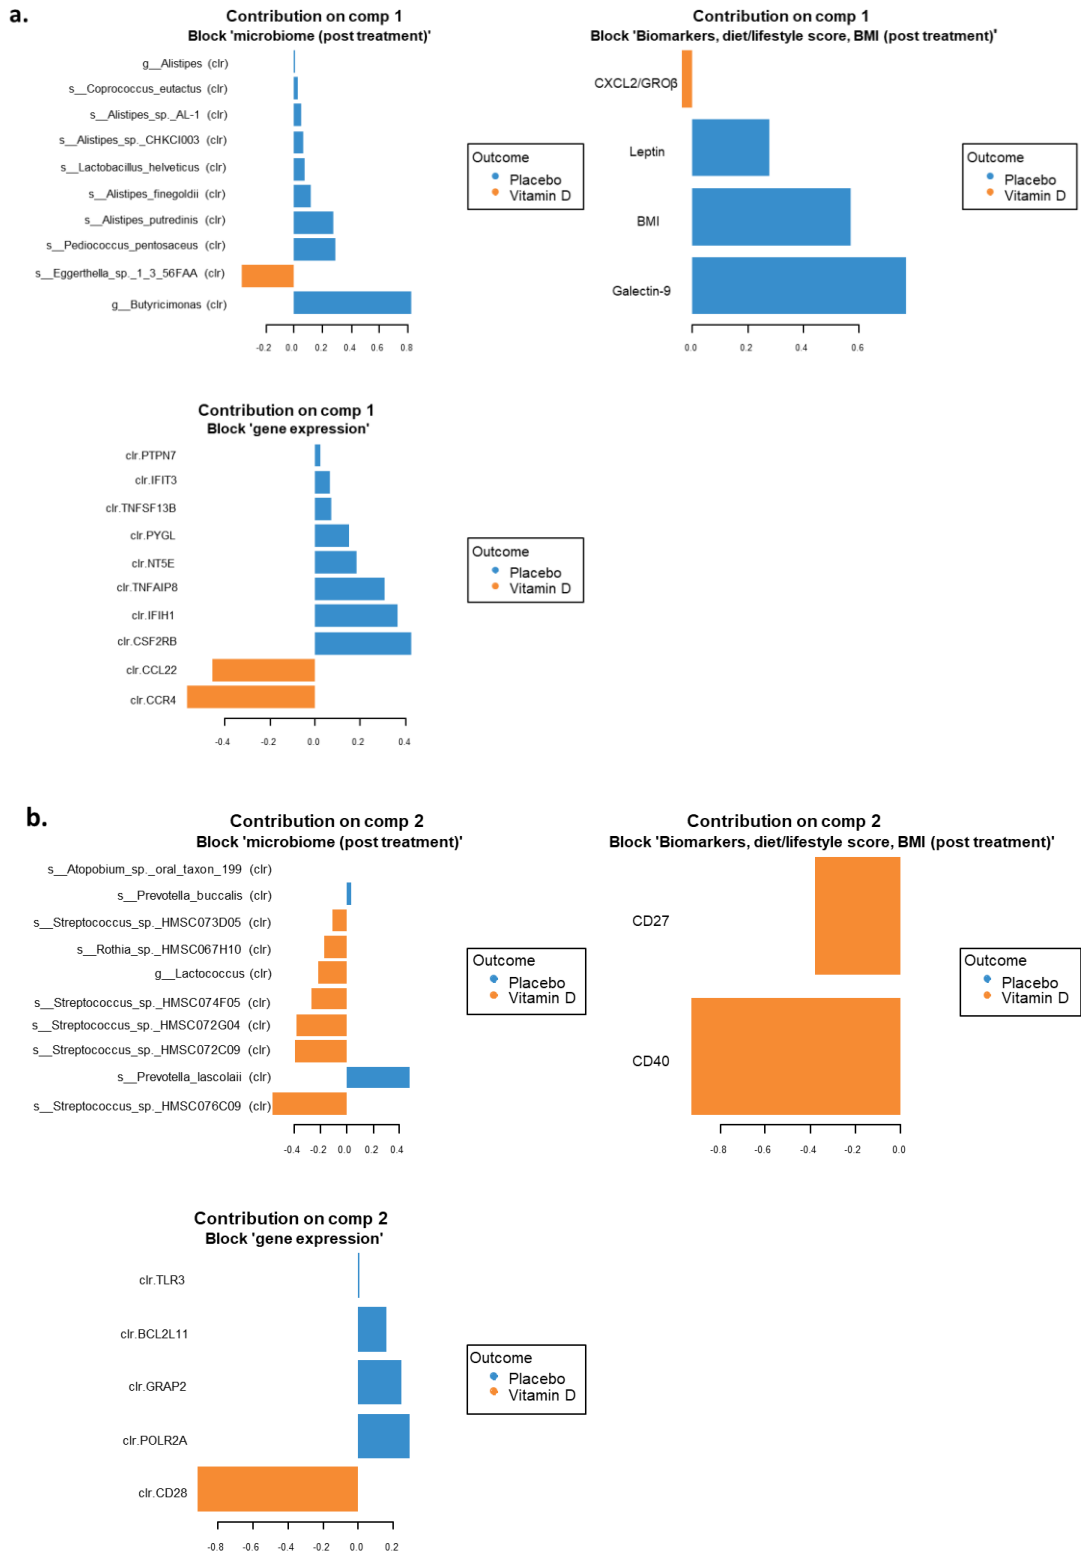 a.
Contribution on comp 1
Block 'microbiome (post treatment)'
g__Alistipes (clr)
s__Coprococcus_eutactus (clr)
s__Alistipes_sp._AL-1 (clr)
s__Alistipes_sp._CHKCI003 (clr)
s__Lactobacillus_helveticus (clr)
s__Alistipes_finegoldii (clr)
s__Alistipes_putredinis (clr)
s__Pediococcus_pentosaceus (clr)
s__Eggerthella_sp._1_3_56FAA (clr)
g__Butyricimonas (clr)
-0.2 0.0 0.2 0.4 0.6 0.8
Outcome
Placebo
Vitamin D
Contribution on comp 1
Block 'Biomarkers, diet/lifestyle score, BMI (post treatment)'
CXCL2/GROβ
Leptin
BMI
Galectin-9
0.0 0.2 0.4 0.6
Outcome
Placebo
Vitamin D
Contribution on comp 1
Block 'gene expression'
clr.PTPN7
clr.IFIT3
clr.TNFSF13B
clr.PYGL
clr.NT5E
clr.TNFAIP8
clr.IFIH1
clr.CSF2RB
clr.CCL22
clr.CCR4
-0.4 -0.2 0.0 0.2 0.4
Outcome
Placebo
Vitamin D
b.
Contribution on comp 2
Block 'microbiome (post treatment)'
s__Atopobium_sp._oral_taxon_199 (clr)
s__Prevotella_buccalis (clr)
s__Streptococcus_sp._HMSC073D05 (clr)
s__Rothia_sp._HMSC067H10 (clr)
g__Lactococcus (clr)
s__Streptococcus_sp._HMSC074F05 (clr)
s__Streptococcus_sp._HMSC072G04 (clr)
s__Streptococcus_sp._HMSC072C09 (clr)
s__Prevotella_lascolaii (clr)
s__Streptococcus_sp._HMSC076C09 (clr)
-0.4 -0.2 0.0 0.2 0.4
Outcome
Placebo
Vitamin D
Contribution on comp 2
Block 'Biomarkers, diet/lifestyle score, BMI (post treatment)'
CD27
CD40
-0.8 -0.6 -0.4 -0.2 0.0
Outcome
Placebo
Vitamin D
Contribution on comp 2
Block 'gene expression'
clr.TLR3
clr.BCL2L11
clr.GRAP2
clr.POLR2A
clr.CD28
-0.8 -0.6 -0.4 -0.2 0.0 0.2
Outcome
Placebo
Vitamin D